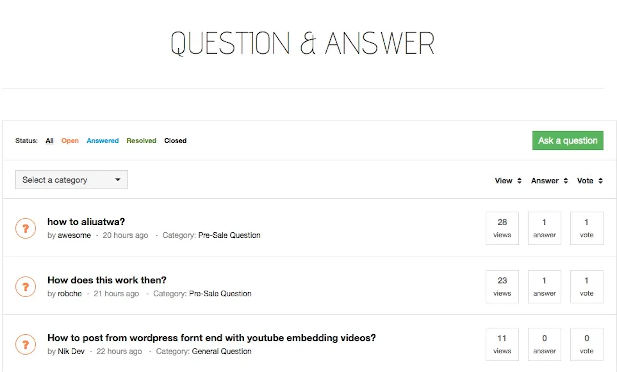 QUESTION & ANSWER
Status: All Open Answered Resolved Closed Ask a question
Select a category View Answer Vote
how to aliuatwa? 28 1 1
by awesome - 20 hours ago - Category: Pre-Sale Question views answer vote
How does this work then? 23 1 1
by robche - 21 hours ago - Category: Pre-Sale Question views answer vote
How to post from wordpress fornt end with youtube embedding videos? 11 0 0
by Nik Dev - 22 hours ago - Category: General Question views answer vote